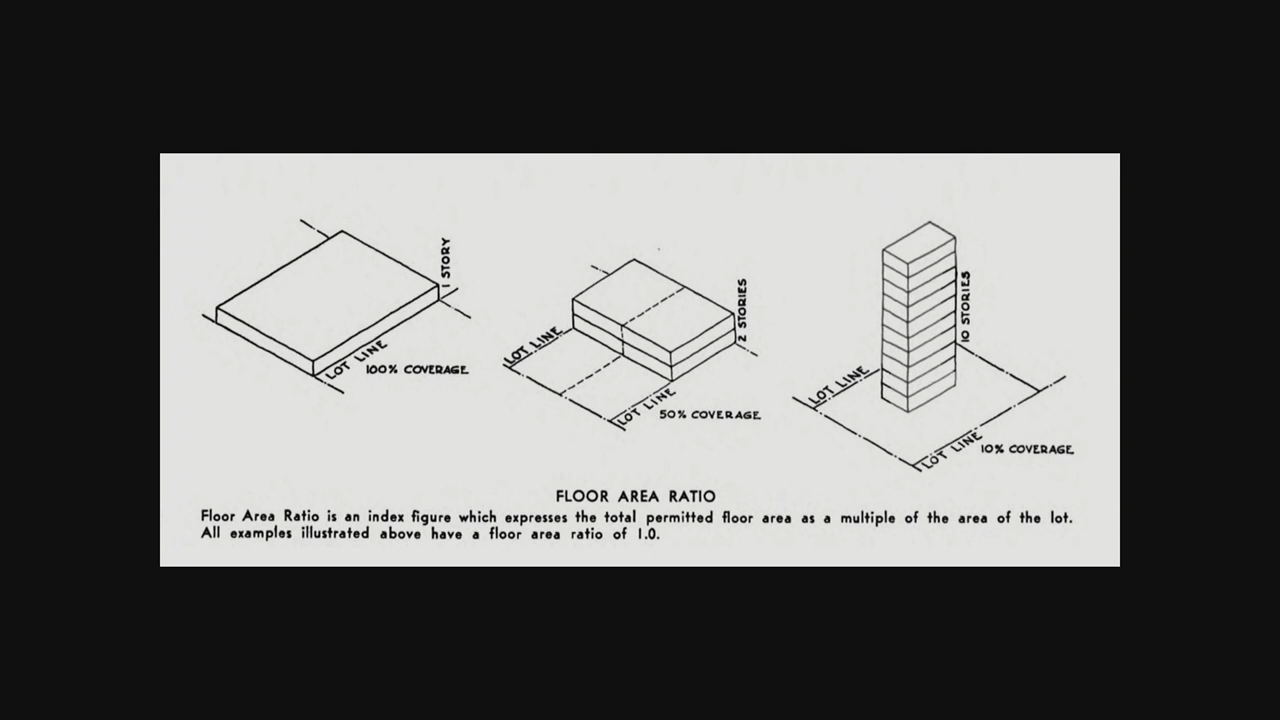 1 STORY
LOT LINE
100% COVERAGE
2 STORIES
LOT LINE
LOT LINE
50% COVERAGE
10 STORIES
LOT LINE
LOT LINE
10% COVERAGE
FLOOR AREA RATIO
Floor Area Ratio is an index figure which expresses the total permitted floor area as a multiple of the area of the lot.
All examples illustrated above have a floor area ratio of 1.0.